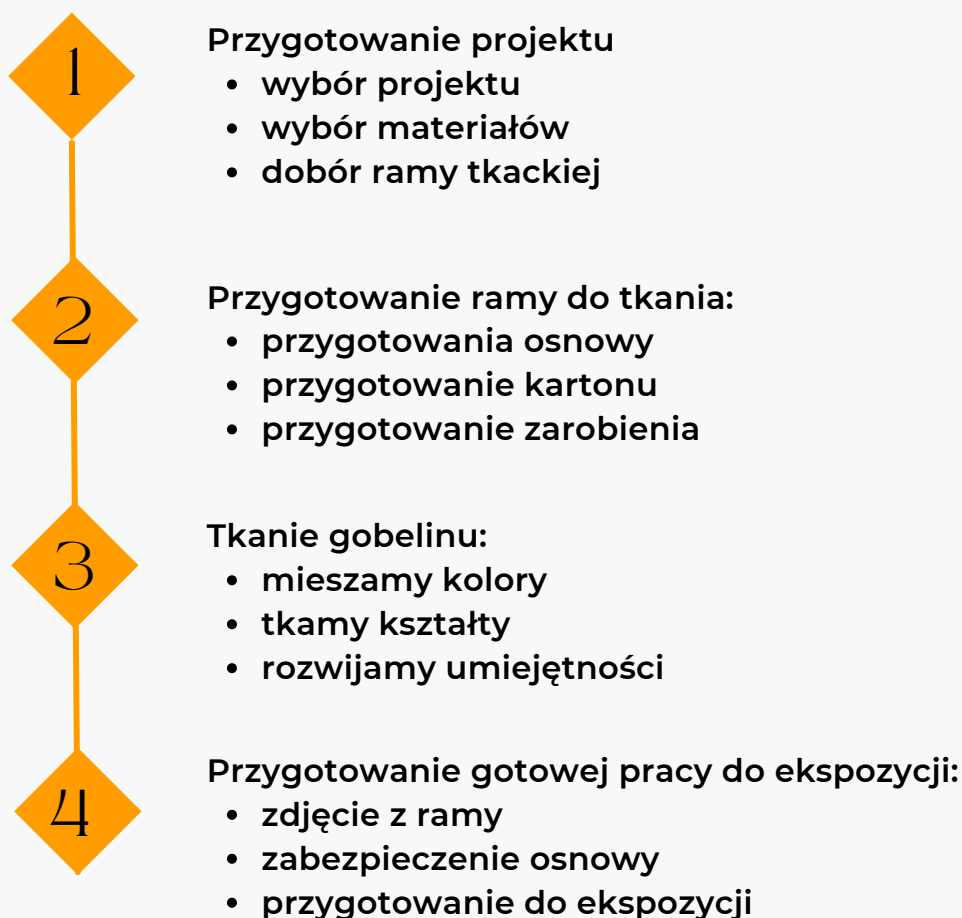 1
Przygotowanie projektu
• wybór projektu
• wybór materiałów
• dobór ramy tkackiej
2
Przygotowanie ramy do tkania:
• przygotowania osnowy
• przygotowanie kartonu
• przygotowanie zarobienia
3
Tkanie gobelinu:
• mieszamy kolory
• tkamy kształty
• rozwijamy umiejętności
4
Przygotowanie gotowej pracy do ekspozycji:
• zdjęcie z ramy
• zabezpieczenie osnowy
• przygotowanie do ekspozycji